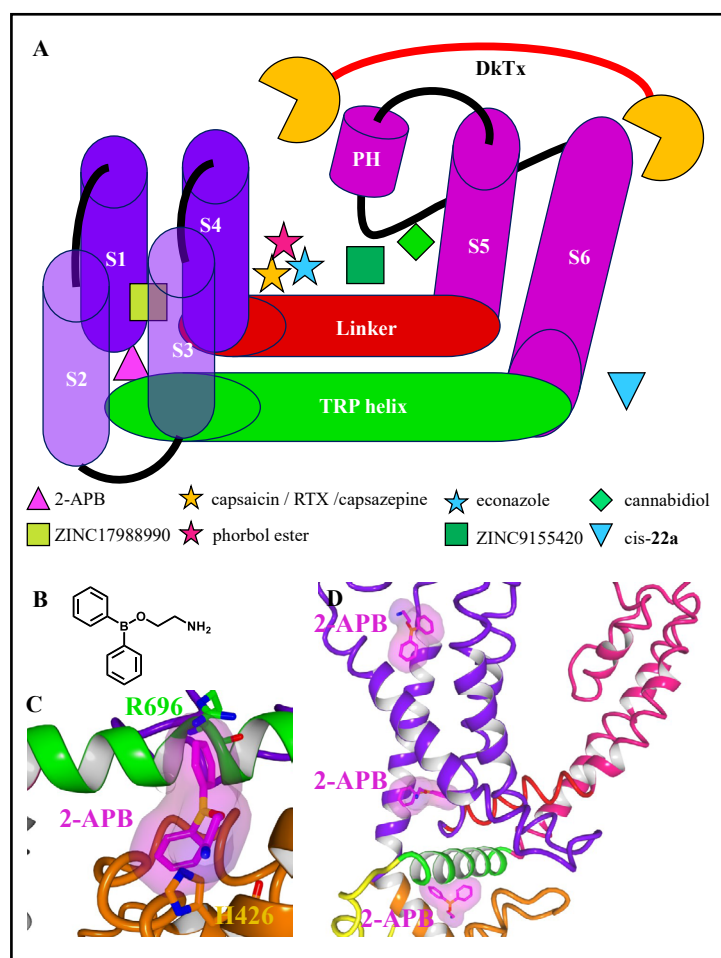 A
DkTx
PH
S4
S1
S5
S6
S3
Linker
S2
TRP helix
2-APB
capsaicin / RTX /capsazepine
econazole
cannabidiol
ZINC17988990
phorbol ester
ZINC9155420
cis-22a
B
O
B
NH2
D
2-APB
C
R696
2-APB
2-APB
H426
2-APB